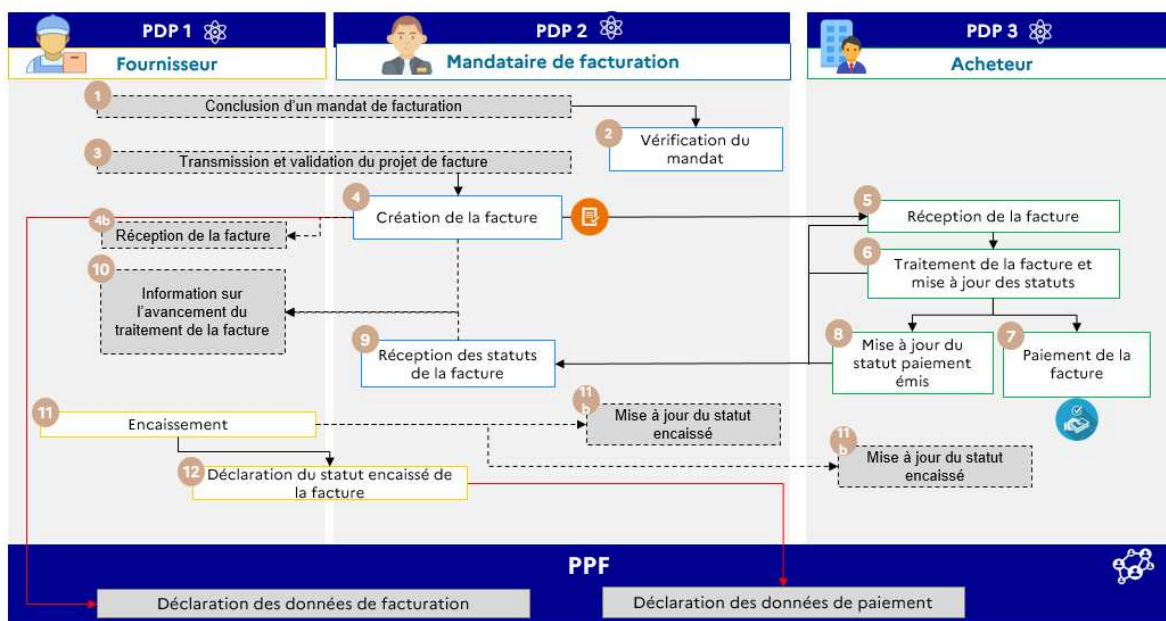 PDP 1
PDP 2
PDP 3
Fournisseur
Mandataire de facturation
Acheteur
1
Conclusion d'un mandat de facturation
2
Vérification du
mandat
3
Transmission et validation du projet de facture
4
Création de la facture
5
Réception de la facture
4b
Réception de la facture
6
Traitement de la facture et
mise à jour des statuts
10
Information sur
l'avancement du
traitement de la facture
9
Réception des statuts
de la facture
8
Mise à jour du
statut paiement
émis
7
Paiement de la
facture
11
Encaissement
11
b
Mise à jour du statut
encaissé
11
b
Mise à jour du statut
encaissé
12
Déclaration du statut encaissé de
la facture
PPF
Déclaration des données de facturation
Déclaration des données de paiement